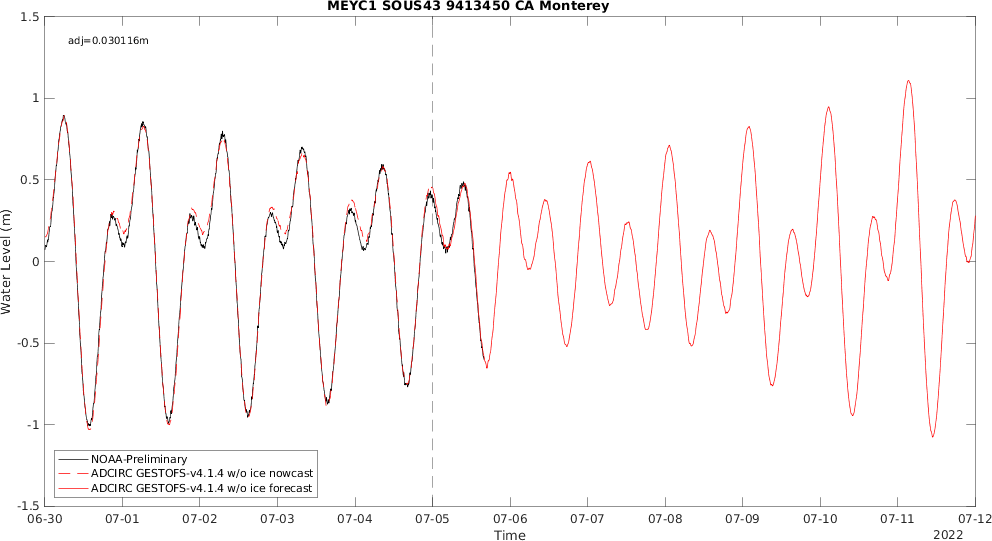 MEYC1 SOUS43 9413450 CA Monterey
adj=0.030116m
1.5
1
0.5
0
-0.5
-1
-1.5
Water Level (m)
NOAA-Preliminary
ADCIRC GESTOFS-v4.1.4 w/o ice nowcast
ADCIRC GESTOFS-v4.1.4 w/o ice forecast
06-30 07-01 07-02 07-03 07-04 07-05 07-06 07-07 07-08 07-09 07-10 07-11 07-12
Time
2022